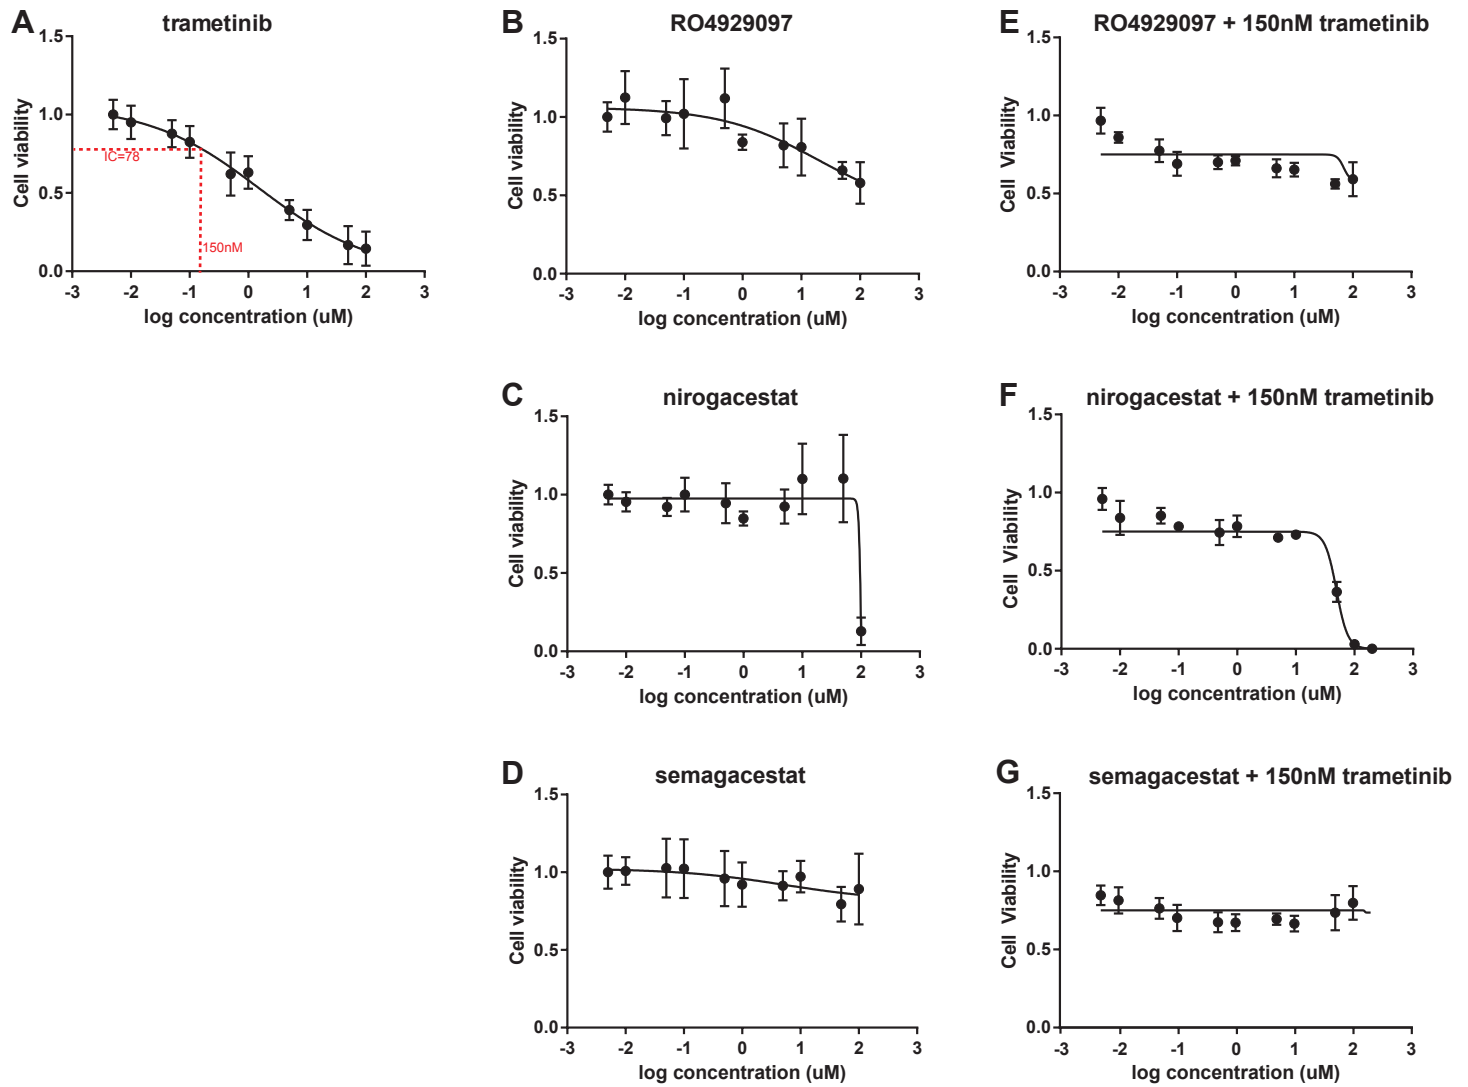 A
trametinib
1.5
1.0
0.5
0.0
Cell viability
IC=78
150nM
-3 -2 -1 0 1 2 3
log concentration (uM)
B
RO4929097
1.5
1.0
0.5
0.0
Cell viability
-3 -2 -1 0 1 2 3
log concentration (uM)
E
RO4929097 + 150nM trametinib
1.5
1.0
0.5
0.0
Cell Viability
-3 -2 -1 0 1 2 3
log concentration (uM)
C
nirogacestat
1.5
1.0
0.5
0.0
Cell viability
-3 -2 -1 0 1 2 3
log concentration (uM)
F
nirogacestat + 150nM trametinib
1.5
1.0
0.5
0.0
Cell Viability
-3 -2 -1 0 1 2 3
log concentration (uM)
D
semagacestat
1.5
1.0
0.5
0.0
Cell viability
-3 -2 -1 0 1 2 3
log concentration (uM)
G
semagacestat + 150nM trametinib
1.5
1.0
0.5
0.0
Cell Viability
-3 -2 -1 0 1 2 3
log concentration (uM)